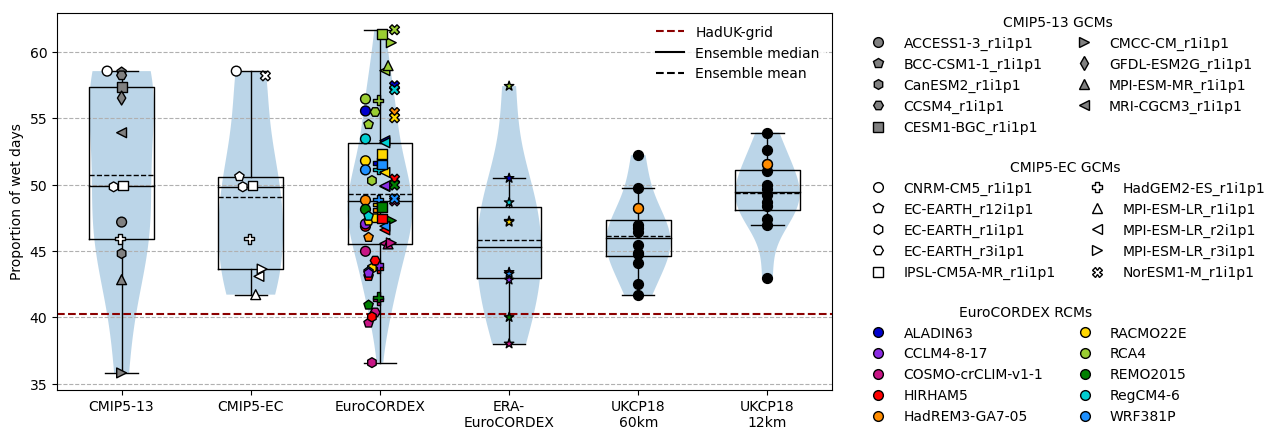 Proportion of wet days
60
55
50
45
40
35
HadUK-grid
Ensemble median
Ensemble mean
CMIP5-13
CMIP5-EC
EuroCORDEX
ERA-
EuroCORDEX
UKCP18
60km
UKCP18
12km
CMIP5-13 GCMs
ACCESS1-3_r1i1p1
BCC-CSM1-1_r1i1p1
CanESM2_r1i1p1
CCSM4_r1i1p1
CESM1-BGC_r1i1p1
CMCC-CM_r1i1p1
GFDL-ESM2G_r1i1p1
MPI-ESM-MR_r1i1p1
MRI-CGCM3_r1i1p1
CMIP5-EC GCMs
CNRM-CM5_r1i1p1
EC-EARTH_r12i1p1
EC-EARTH_r1i1p1
EC-EARTH_r3i1p1
IPSL-CM5A-MR_r1i1p1
HadGEM2-ES_r1i1p1
MPI-ESM-LR_r1i1p1
MPI-ESM-LR_r2i1p1
MPI-ESM-LR_r3i1p1
NorESM1-M_r1i1p1
EuroCORDEX RCMs
ALADIN63
CCLM4-8-17
COSMO-crCLIM-v1-1
HIRHAM5
HadREM3-GA7-05
RACMO22E
RCA4
REMO2015
RegCM4-6
WRF381P